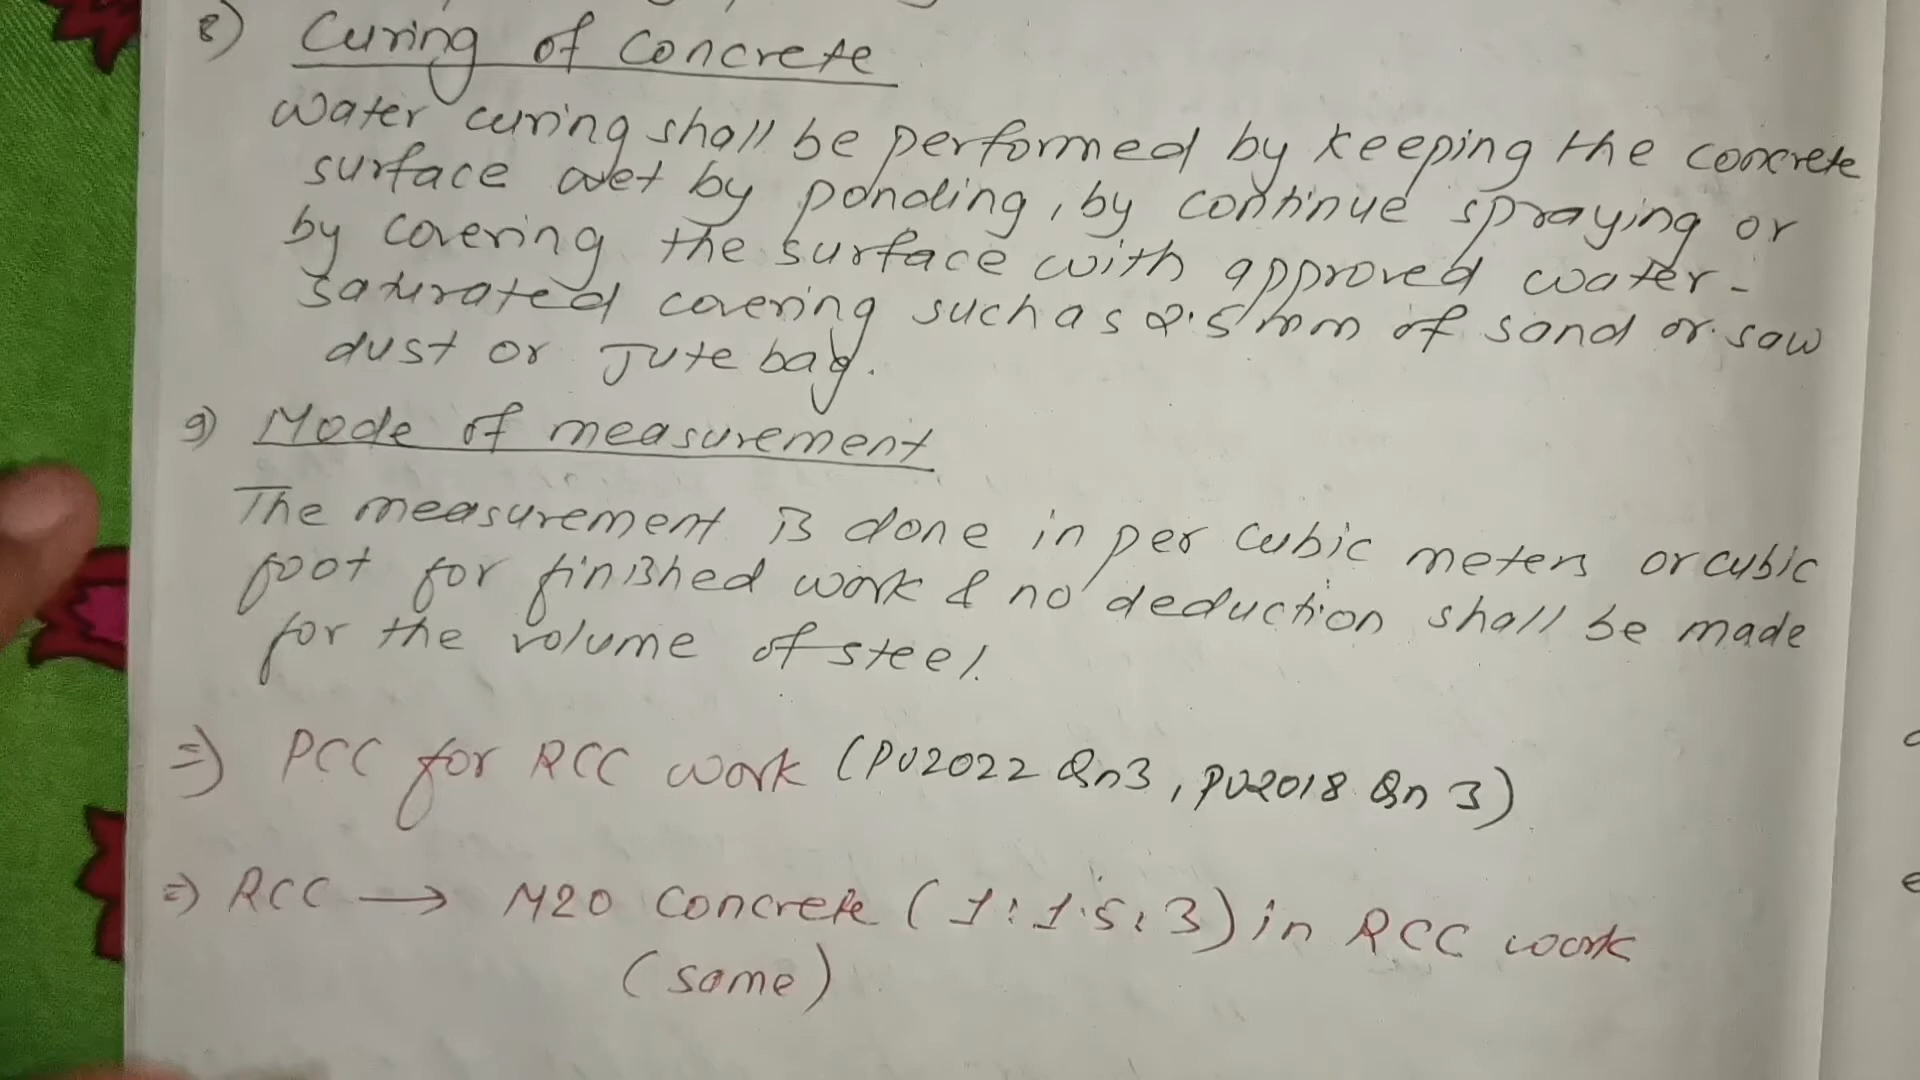 8) Curing of Concrete
Water curing shall be performed by keeping the concrete
surface wet by ponding, by continue spraying or
by covering the surface with approved water-
saturated covering such as 2.5mm of sand or saw
dust or Jute bag.
9) Mode of measurement
The measurement is done in per cubic meters or cubic
foot for finished work & no deduction shall be made
for the volume of steel.
=) PCC for RCC work (PU2022 Qn3, PU2018 Qn 3)
=) RCC → M20 Concrete (1:1.5:3) in RCC work
(same)